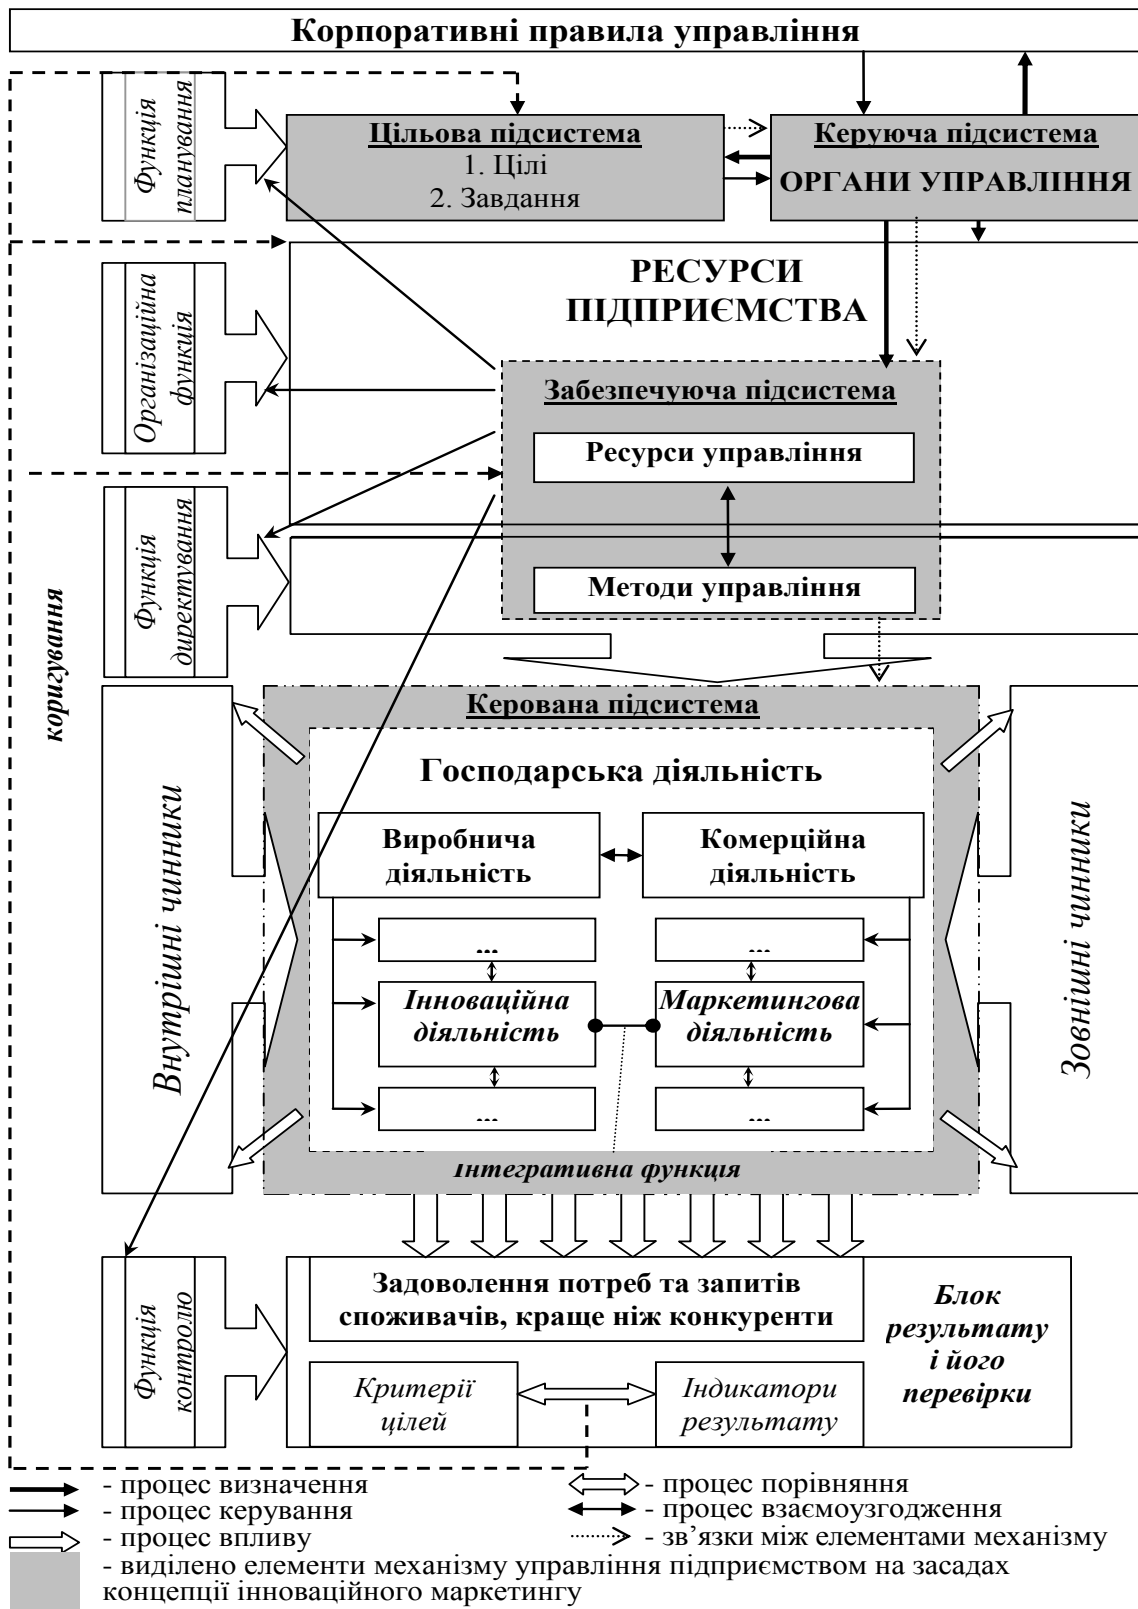 Корпоративні правила управління
Функція
планування
Цільова підсистема
1. Цілі
2. Завдання
Керуюча підсистема
ОРГАНИ УПРАВЛІННЯ
Організаційна
функція
РЕСУРСИ
ПІДПРИЄМСТВА
Забезпечуюча підсистема
Ресурси управління
Методи управління
Функція
директування
коригування
Керована підсистема
Господарська діяльність
Виробнича
діяльність
Комерційна
діяльність
...
...
Інноваційна
діяльність
Маркетингова
діяльність
...
...
Інтегративна функція
Внутрішні чинники
Зовнішні чинники
Функція
контролю
Задоволення потреб та запитів
споживачів, краще ніж конкуренти
Критерії
цілей
Індикатори
результату
Блок
результату
і його
перевірки
- процес визначення
- процес керування
- процес впливу
- процес порівняння
- процес взаємоузгодження
- зв’язки між елементами механізму
- виділено елементи механізму управління підприємством на засадах
концепції інноваційного маркетингу